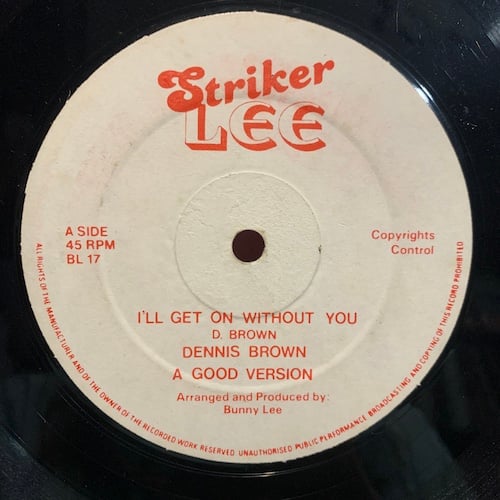 Striker
LEE
A SIDE
45 RPM
BL 17
Copyrights
Control
I'LL GET ON WITHOUT YOU
D. BROWN
DENNIS BROWN
A GOOD VERSION
Arranged and Produced by:
Bunny Lee
ALL RIGHTS OF THE MANUFACTURER AND OF THE OWNER OF THE RECORDED WORK RESERVED. UNAUTHORISED PUBLIC PERFORMANCE BROADCASTING AND COPYING OF THIS RECORD PROHIBITED